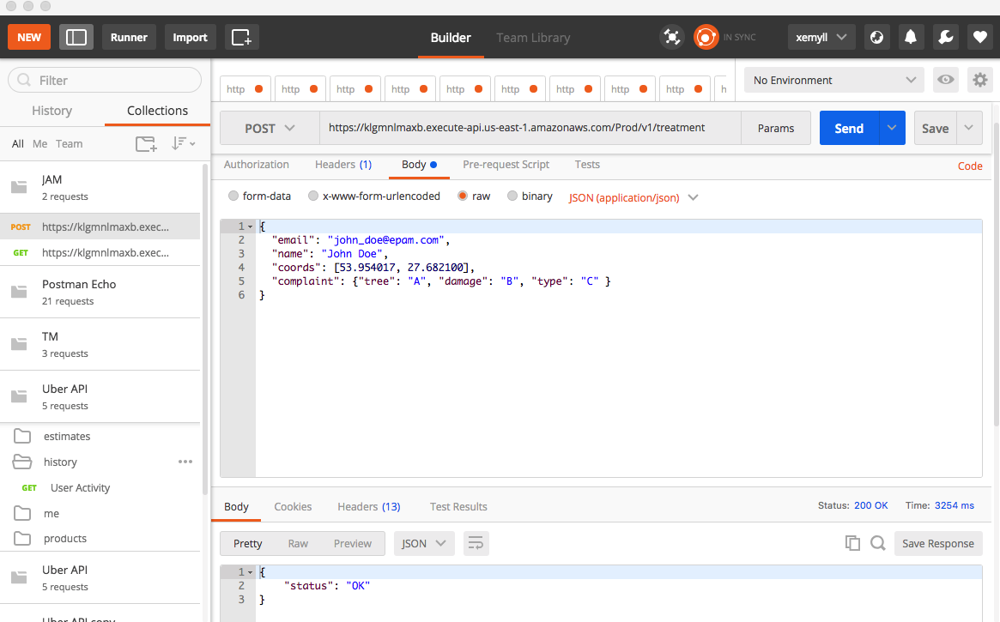 NEW Runner Import Builder Team Library IN SYNC xemyll
Filter
History Collections
All Me Team
JAM
2 requests
POST https://klgmnlmaxb.exec...
GET https://klgmnlmaxb.exec...
Postman Echo
21 requests
TM
3 requests
Uber API
5 requests
estimates
history
GET User Activity
me
products
Uber API
5 requests
Uber API copy
http http http http http http http http http h
No Environment
POST https://klgmnlmaxb.execute-api.us-east-1.amazonaws.com/Prod/v1/treatment Params Send Save
Authorization Headers (1) Body Pre-request Script Tests Code
form-data x-www-form-urlencoded raw binary JSON (application/json)
1 {
2 "email": "john_doe@epam.com",
3 "name": "John Doe",
4 "coords": [53.954017, 27.682100],
5 "complaint": {"tree": "A", "damage": "B", "type": "C" }
6 }
Body Cookies Headers (13) Test Results Status: 200 OK Time: 3254 ms
Pretty Raw Preview JSON Save Response
1 {
2 "status": "OK"
3 }